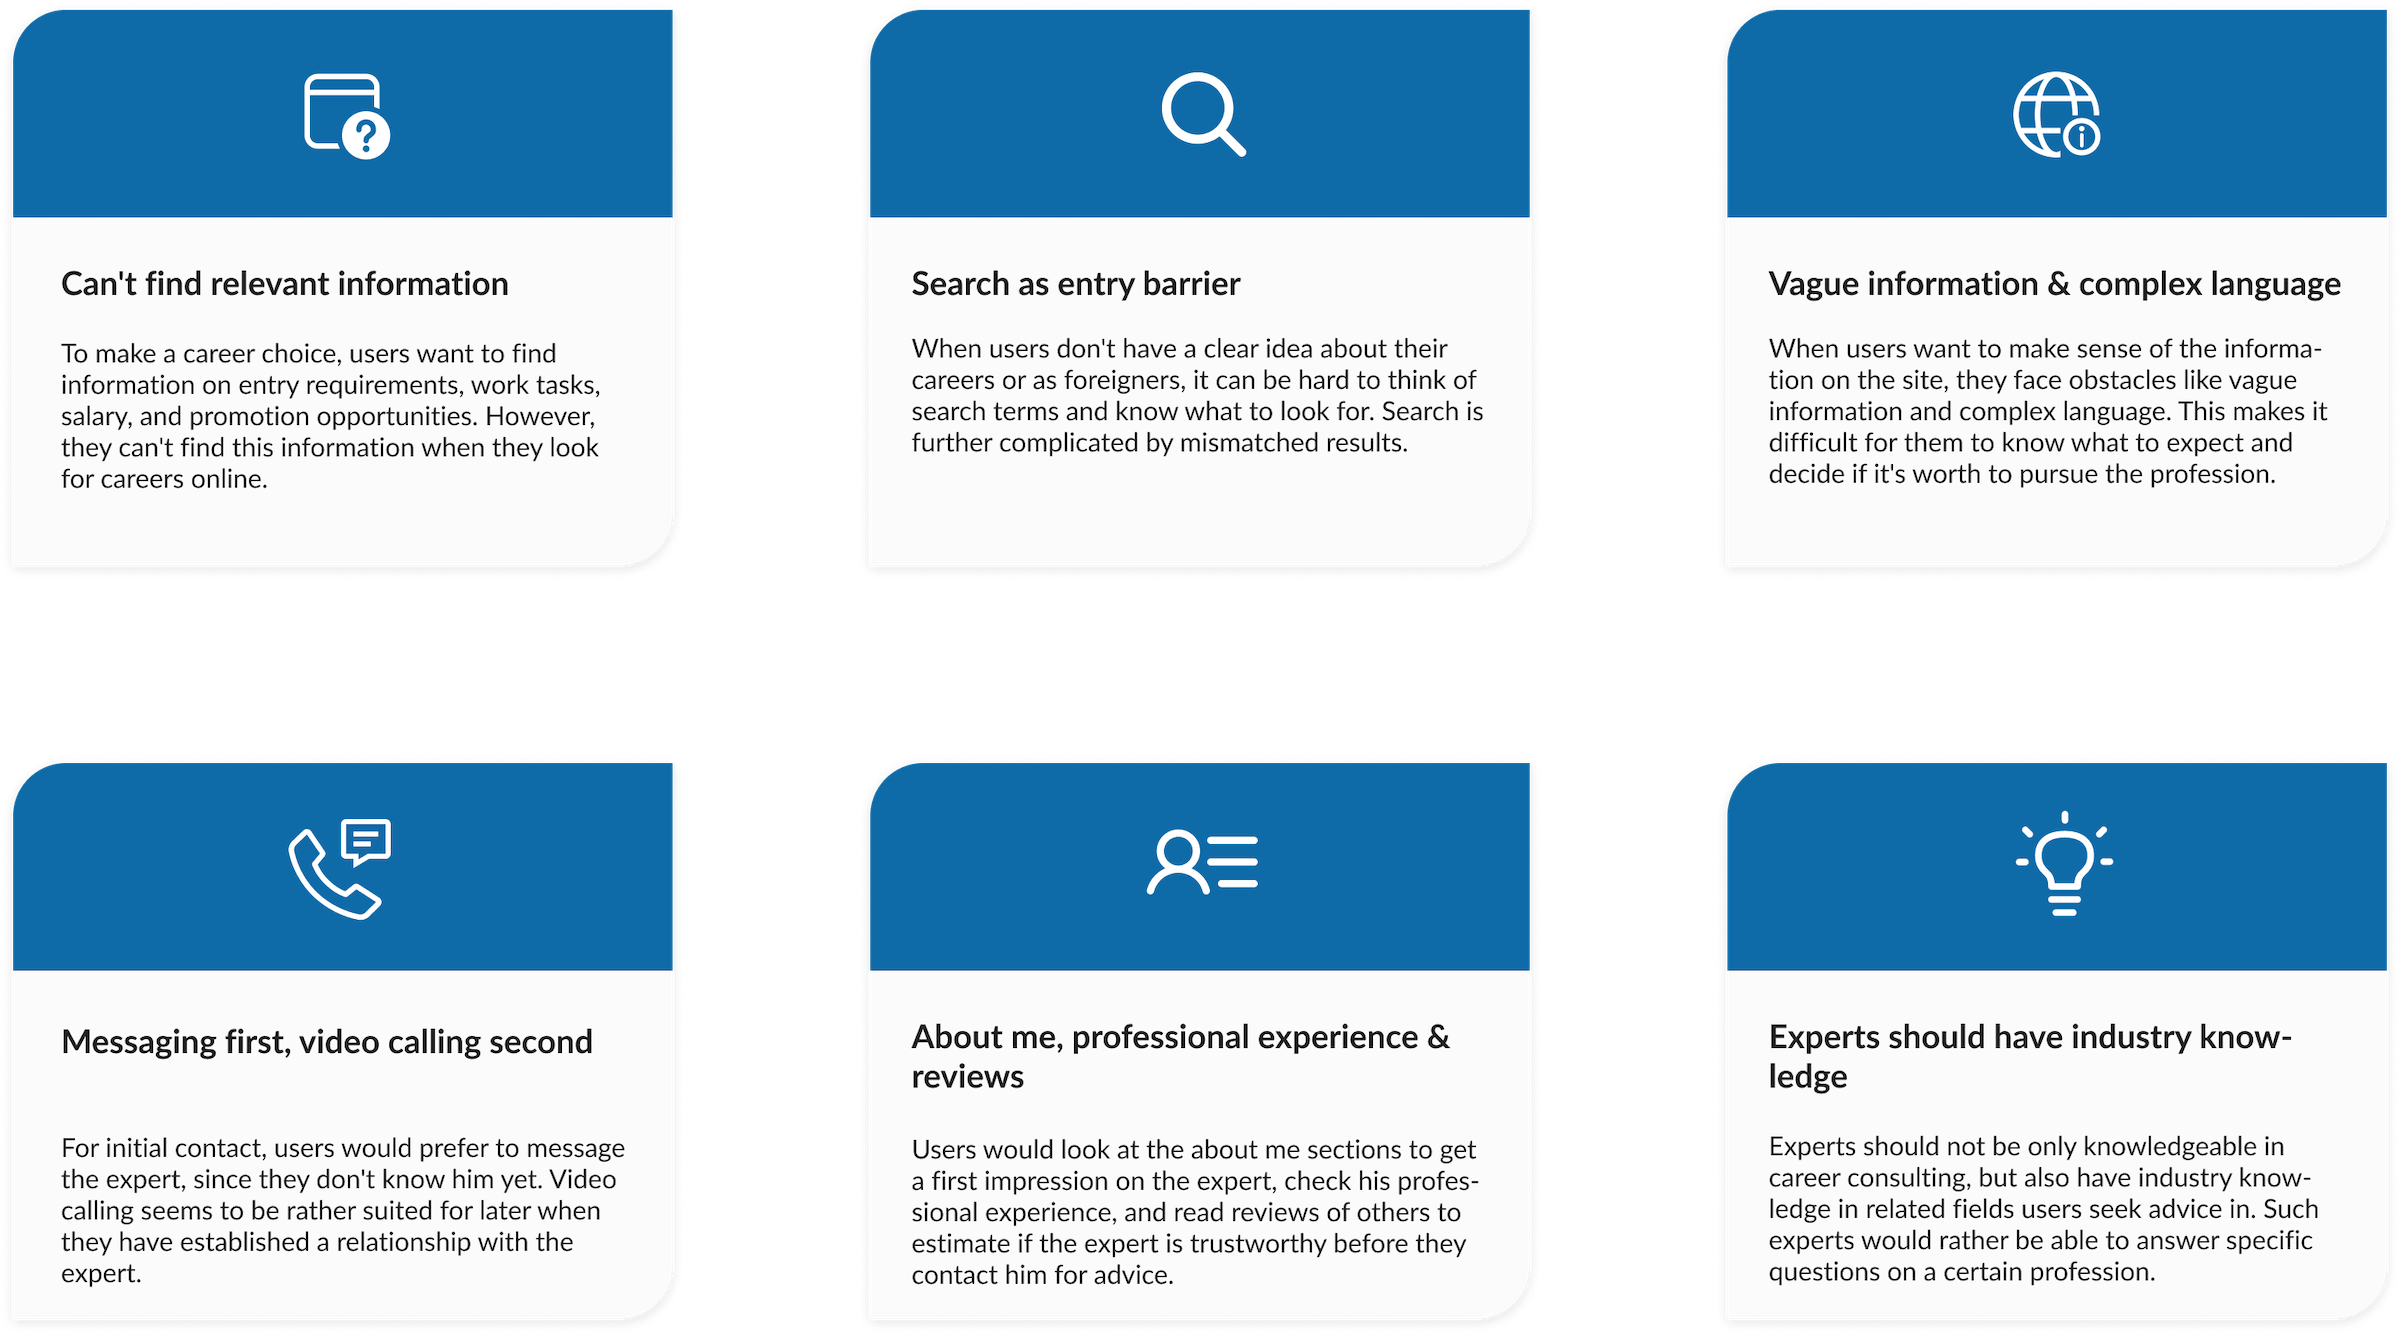 Can't find relevant information
To make a career choice, users want to find
information on entry requirements, work tasks,
salary, and promotion opportunities. However,
they can't find this information when they look
for careers online.
Search as entry barrier
When users don't have a clear idea about their
careers or as foreigners, it can be hard to think of
search terms and know what to look for. Search is
further complicated by mismatched results.
Vague information & complex language
When users want to make sense of the informa-
tion on the site, they face obstacles like vague
information and complex language. This makes it
difficult for them to know what to expect and
decide if it's worth to pursue the profession.
Messaging first, video calling second
For initial contact, users would prefer to message
the expert, since they don't know him yet. Video
calling seems to be rather suited for later when
they have established a relationship with the
expert.
About me, professional experience &
reviews
Users would look at the about me sections to get
a first impression on the expert, check his profes-
sional experience, and read reviews of others to
estimate if the expert is trustworthy before they
contact him for advice.
Experts should have industry know-
ledge
Experts should not be only knowledgeable in
career consulting, but also have industry know-
ledge in related fields users seek advice in. Such
experts would rather be able to answer specific
questions on a certain profession.